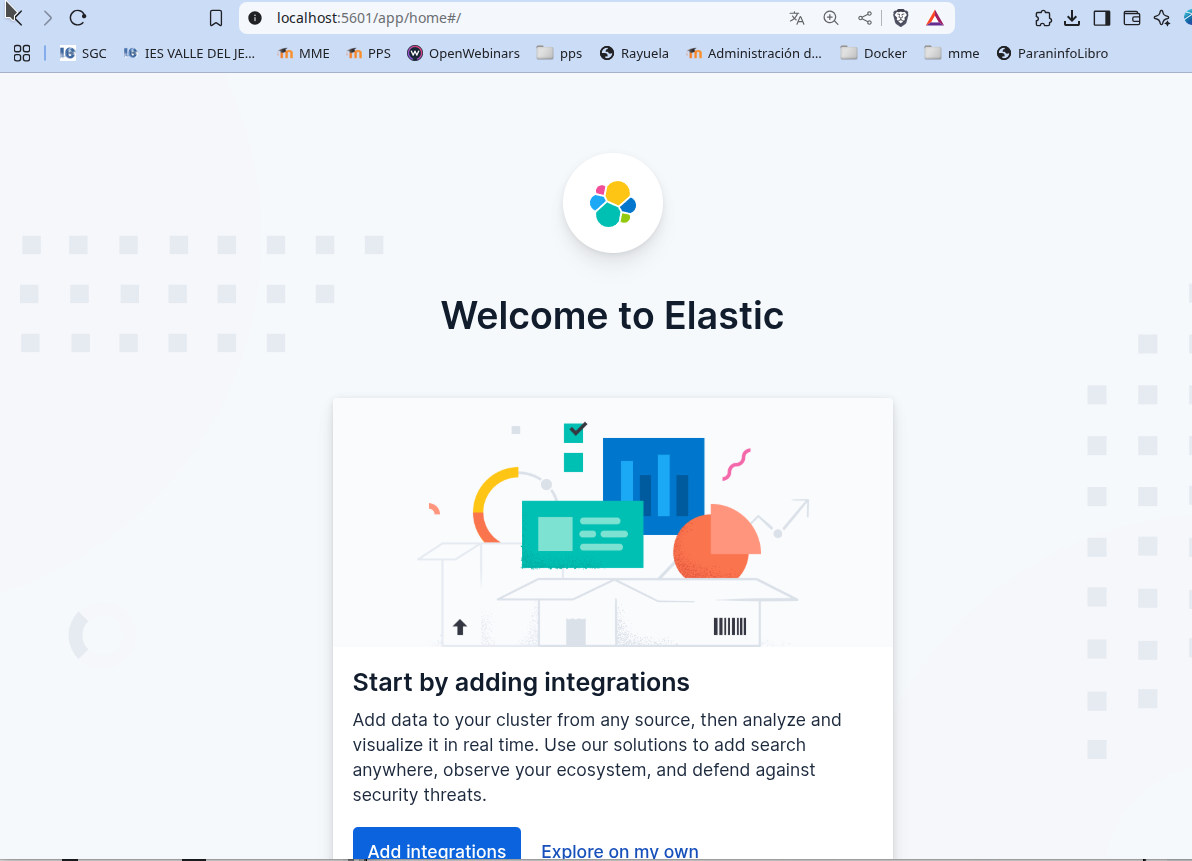 localhost:5601/app/home#/
SGC IES VALLE DEL JE... MME PPS OpenWebinars pps Rayuela Administración d... Docker mme ParaninfoLibro
Welcome to Elastic
Start by adding integrations
Add data to your cluster from any source, then analyze and
visualize it in real time. Use our solutions to add search
anywhere, observe your ecosystem, and defend against
security threats.
Add integrations Explore on my own